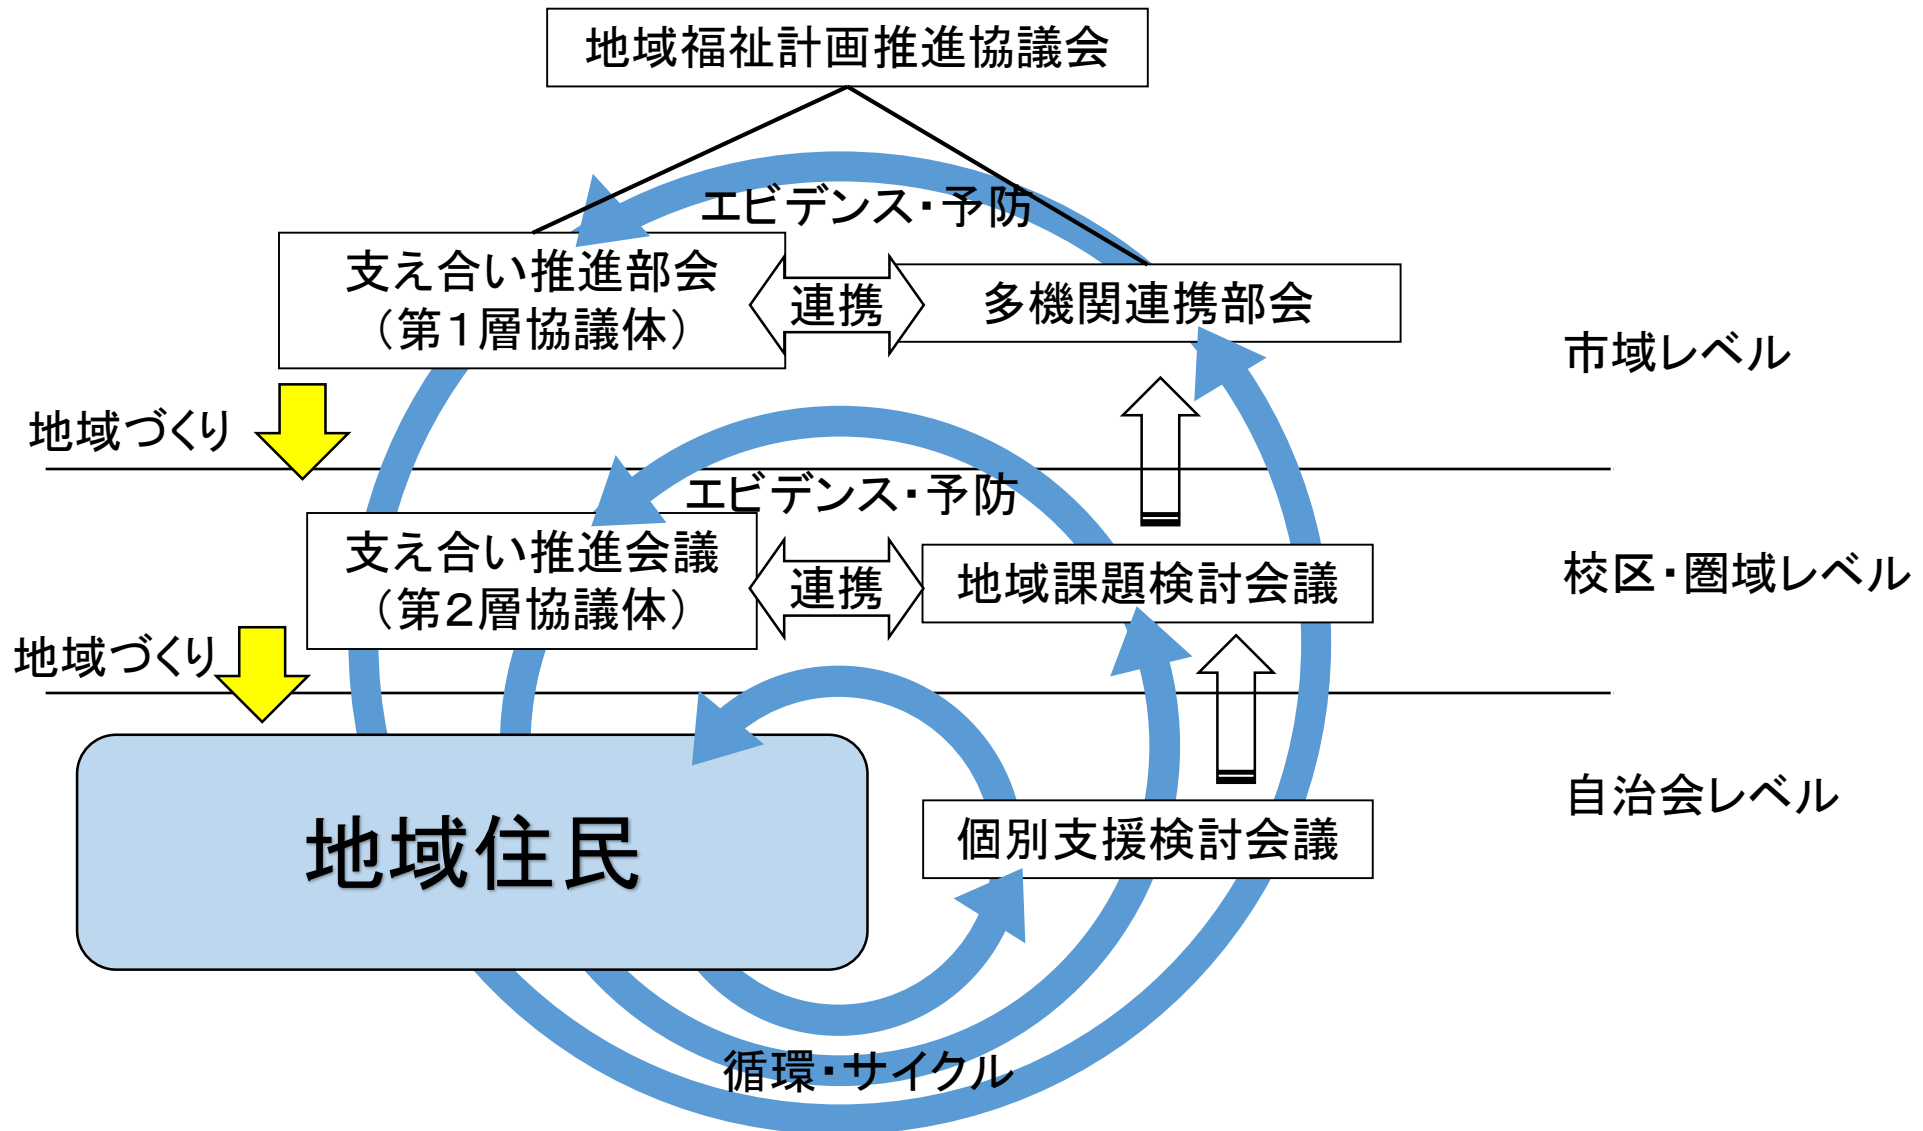 地域福祉計画推進協議会
エビデンス・予防
支え合い推進部会
（第１層協議体）
連携
多機関連携部会
市域レベル
地域づくり
エビデンス・予防
支え合い推進会議
（第２層協議体）
連携
地域課題検討会議
校区・圏域レベル
地域づくり
地域住民
個別支援検討会議
自治会レベル
循環・サイクル